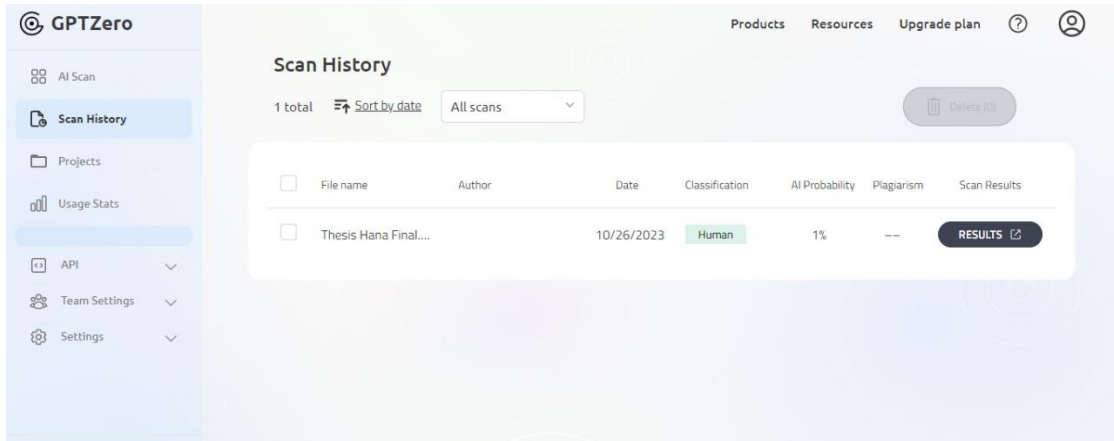 GPTZero
Products Resources Upgrade plan ?
AI Scan
Scan History
Projects
Usage Stats
API
Team Settings
Settings
Scan History
1 total Sort by date All scans Delete (0)
File name Author Date Classification AI Probability Plagiarism Scan Results
Thesis Hana Final.... 10/26/2023 Human 1% -- RESULTS